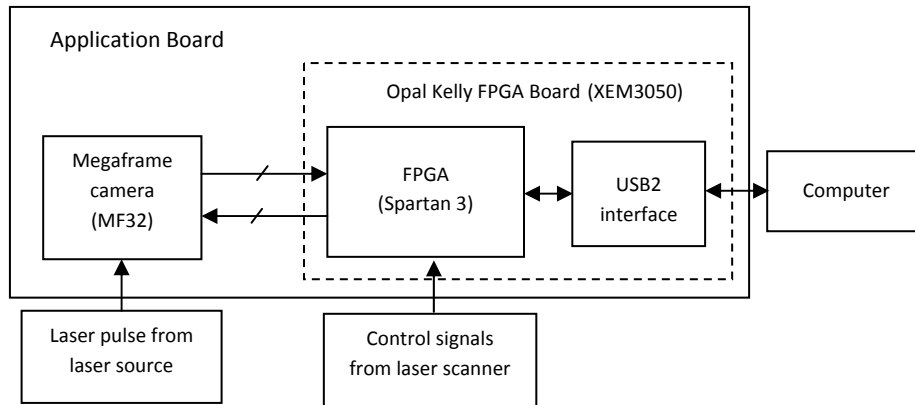 Application Board
Opal Kelly FPGA Board (XEM3050)
Megaframe
camera
(MF32)
FPGA
(Spartan 3)
USB2
interface
Computer
Laser pulse from
laser source
Control signals
from laser scanner